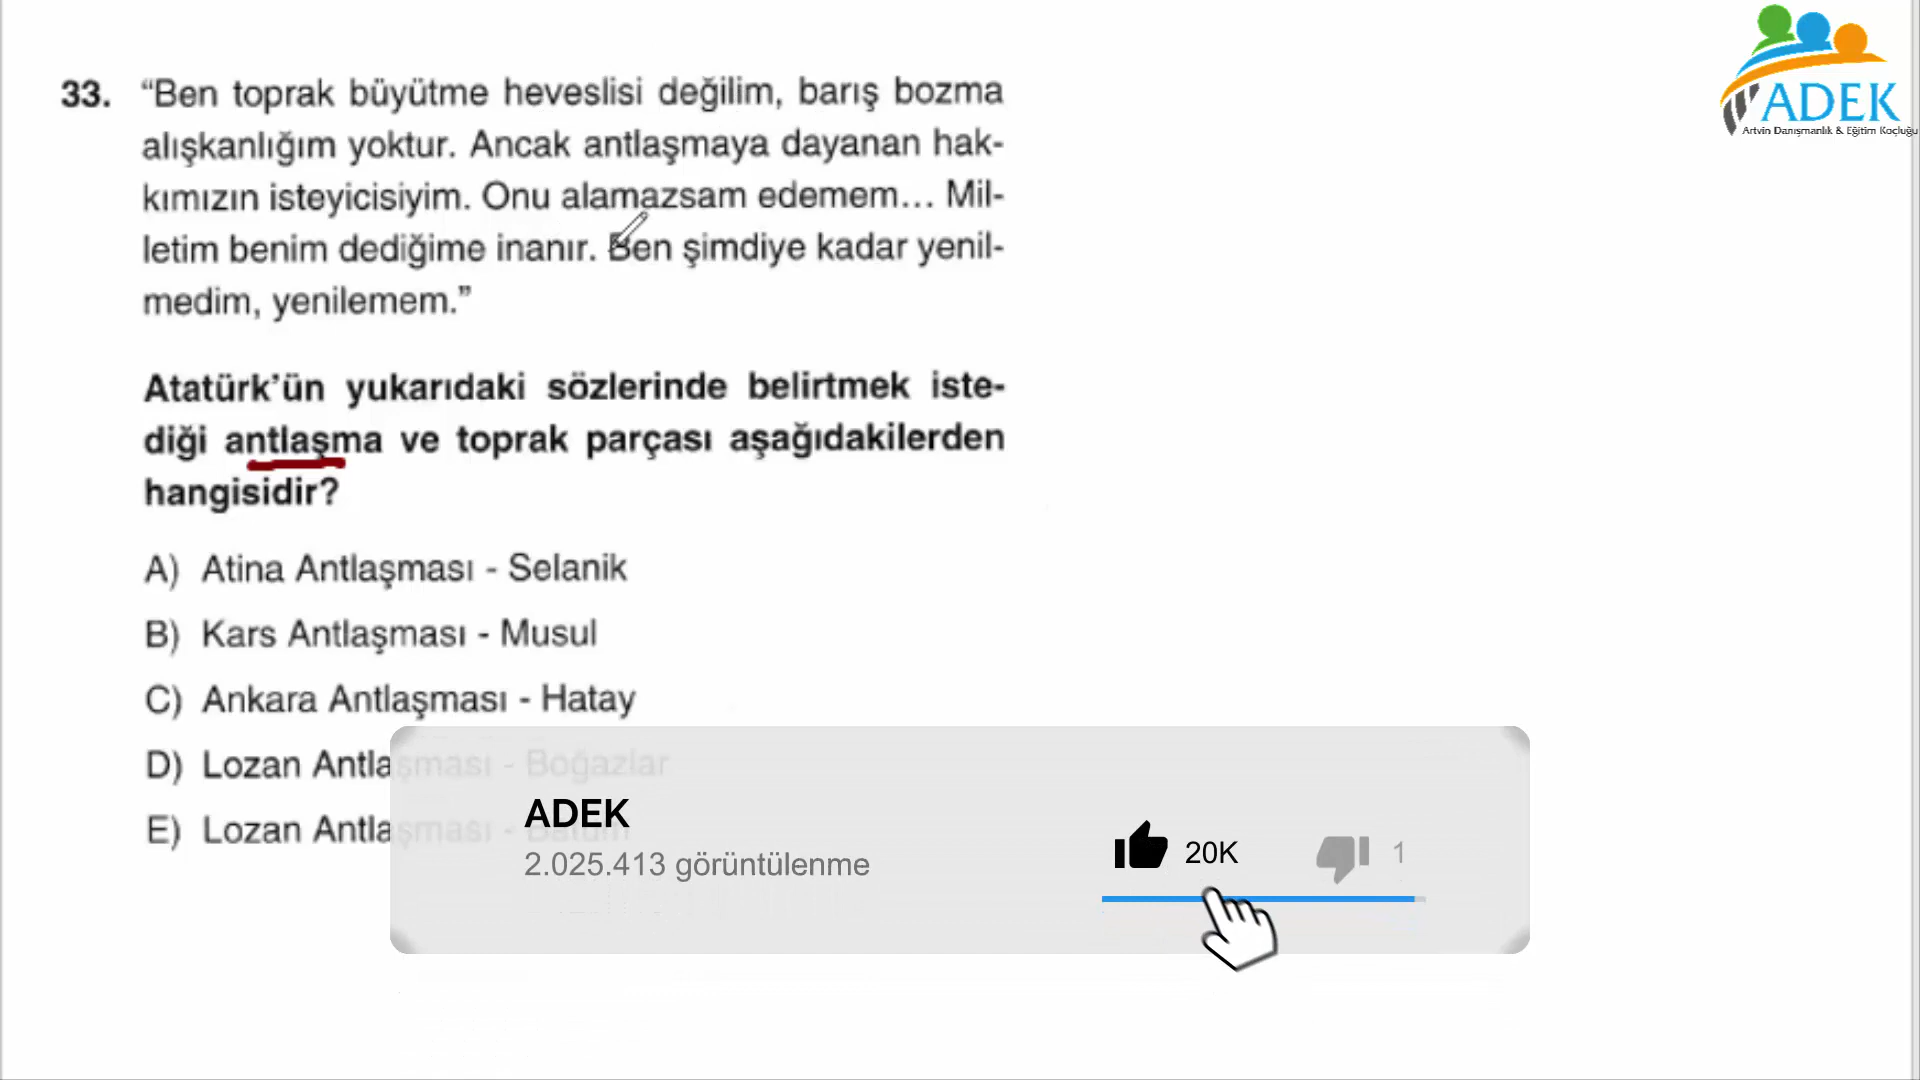 33. “Ben toprak büyütme heveslisi değilim, barış bozma
alışkanlığım yoktur. Ancak antlaşmaya dayanan hak-
kımızın isteyicisiyim. Onu alamazsam edemem... Mil-
letim benim dediğime inanır. Ben şimdiye kadar yenil-
medim, yenilemem.”
Atatürk’ün yukarıdaki sözlerinde belirtmek iste-
diği antlaşma ve toprak parçası aşağıdakilerden
hangisidir?
A) Atina Antlaşması - Selanik
B) Kars Antlaşması - Musul
C) Ankara Antlaşması - Hatay
D) Lozan Antlaşması - Boğazlar
E) Lozan Antlaşması - Batum
ADEK
2.025.413 görüntülenme
20K
1
ADEK
Artvin Danışmanlık & Eğitim Koçluğu